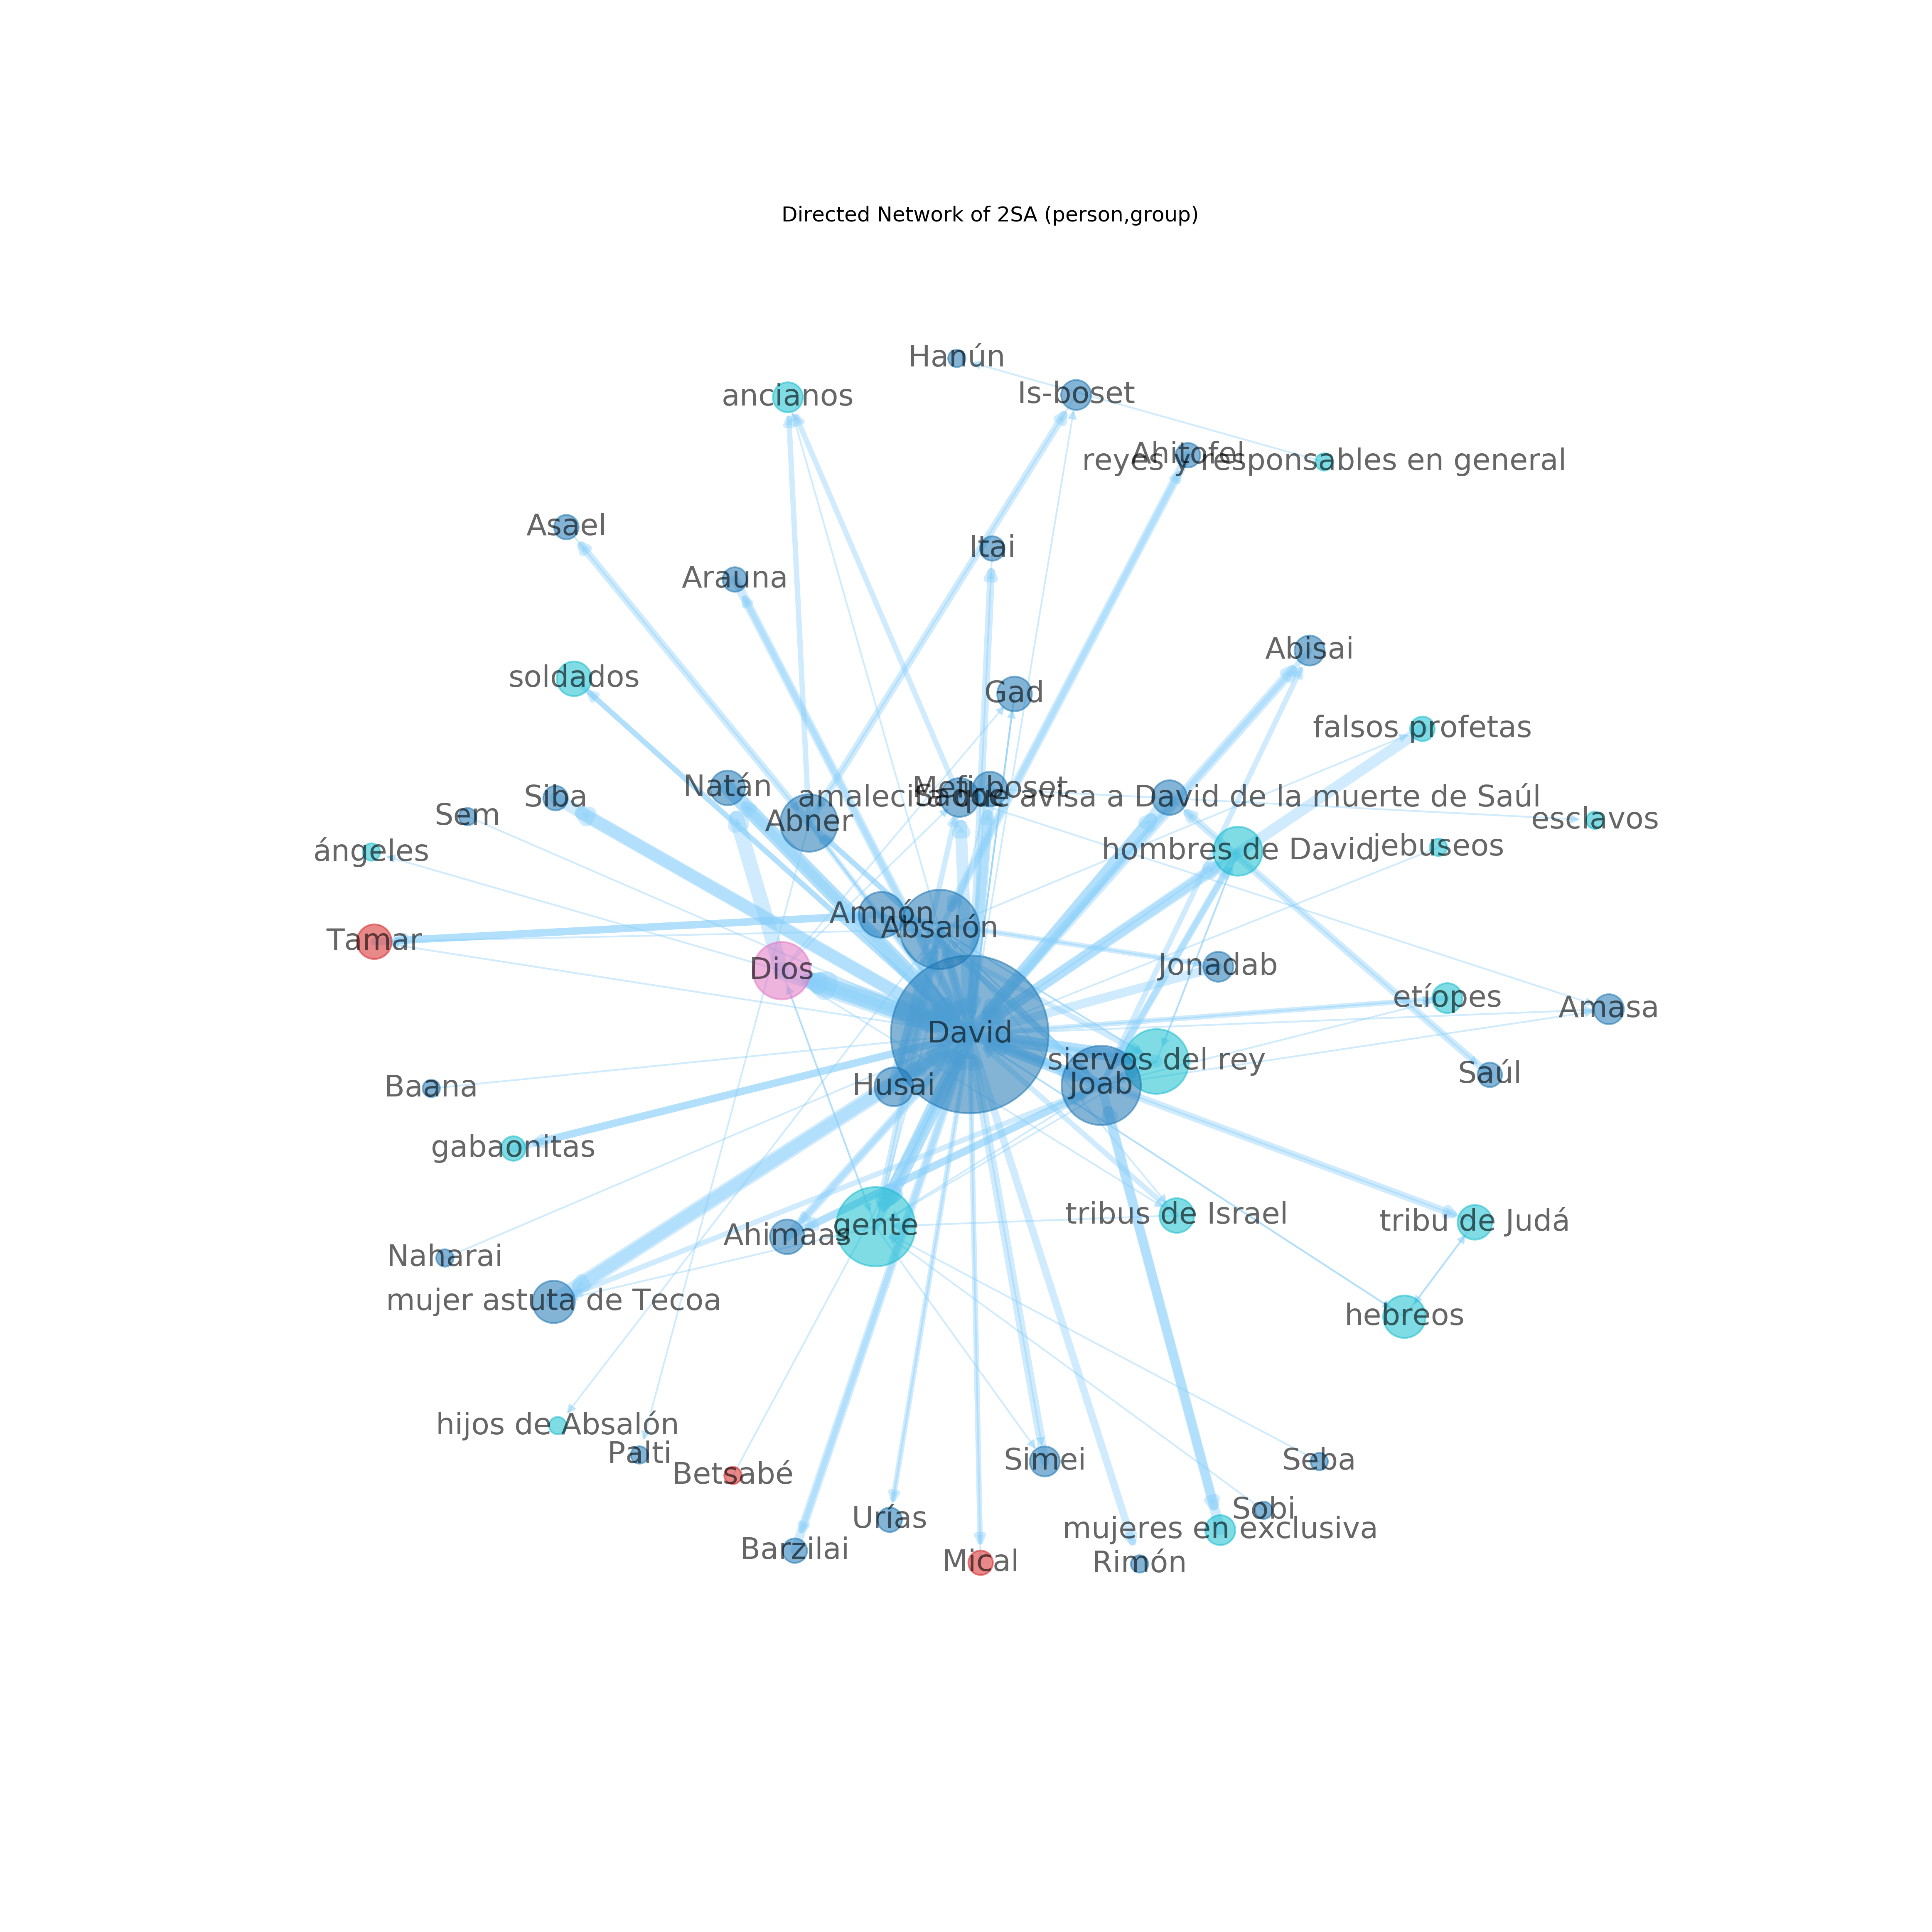 Directed Network of 2SA (person,group)
Hanún
Is-boset
ancianos
Ahitofel
reyes y responsables en general
Asael
Itai
Arauna
Abisai
soldados
Gad
falsos profetas
Natán
Mefi-boset
Siba
amalecita que avisa a David de la muerte de Saúl
Sem
Abner
esclavos
ángeles
hombres de David
jebuseos
Amnón
Absalón
Tamar
Dios
Jonadab
etíopes
Amasa
David
siervos del rey
Saúl
Baana
Husai
Joab
gabaonitas
tribus de Israel
tribu de Judá
Ahimaas
gente
Naharai
mujer astuta de Tecoa
hebreos
hijos de Absalón
Palti
Betsabé
Simei
Seba
Urías
Sobi
mujeres en exclusiva
Barzilai
Mical
Rimón